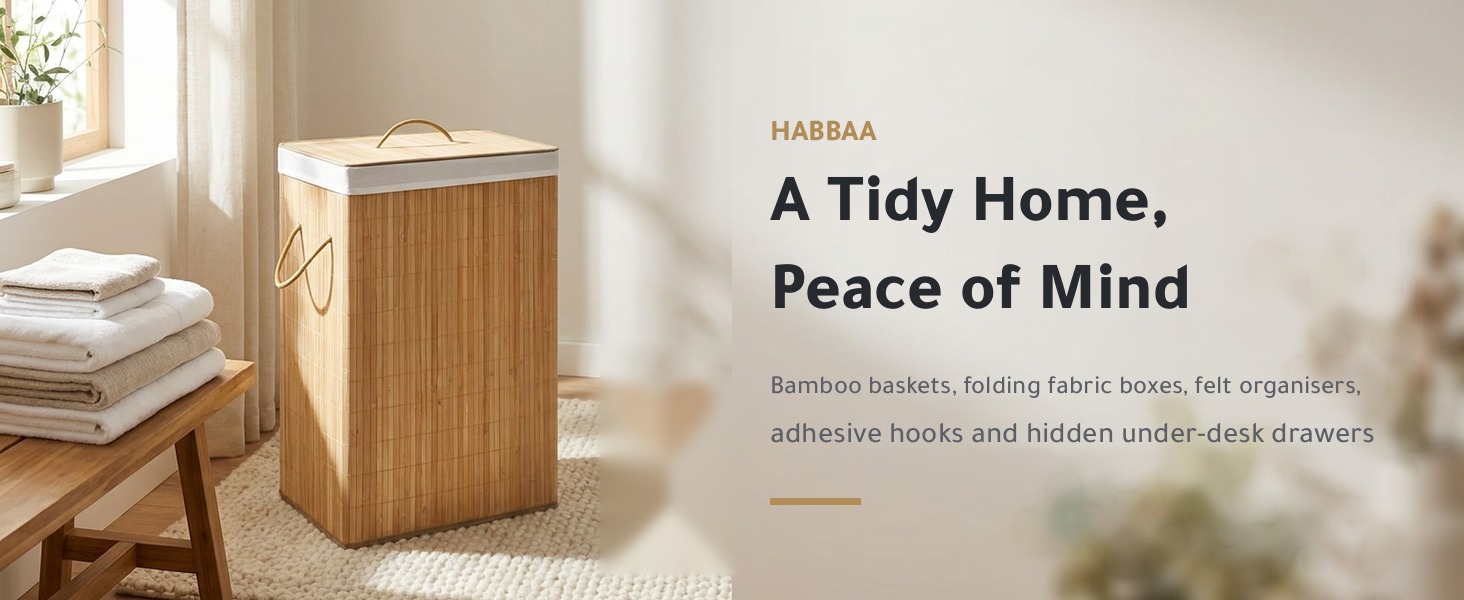 HABBAA
A Tidy Home,
Peace of Mind
Bamboo baskets, folding fabric boxes, felt organisers,
adhesive hooks and hidden under-desk drawers